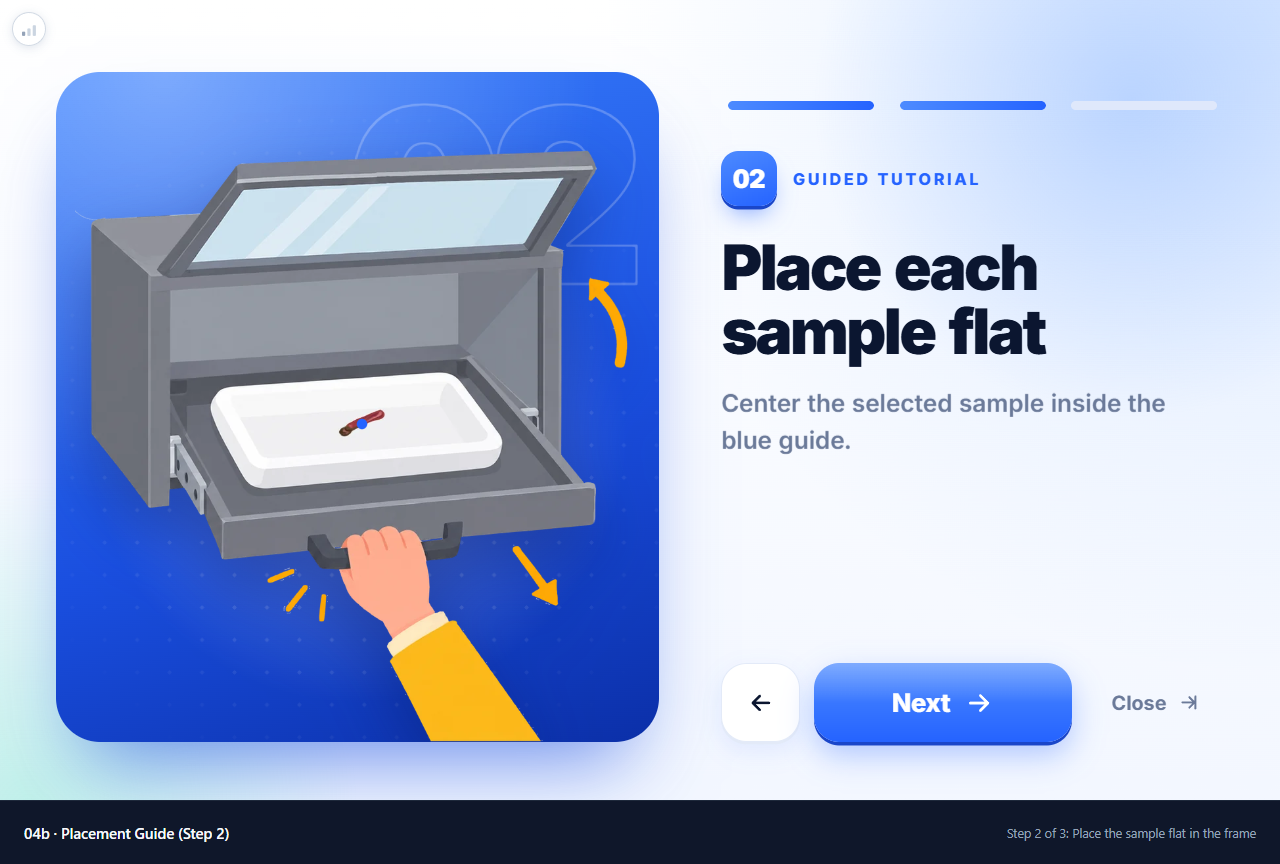 02
02
GUIDED TUTORIAL
Place each
sample flat
Center the selected sample inside the
blue guide.
Next
Close
04b · Placement Guide (Step 2)
Step 2 of 3: Place the sample flat in the frame